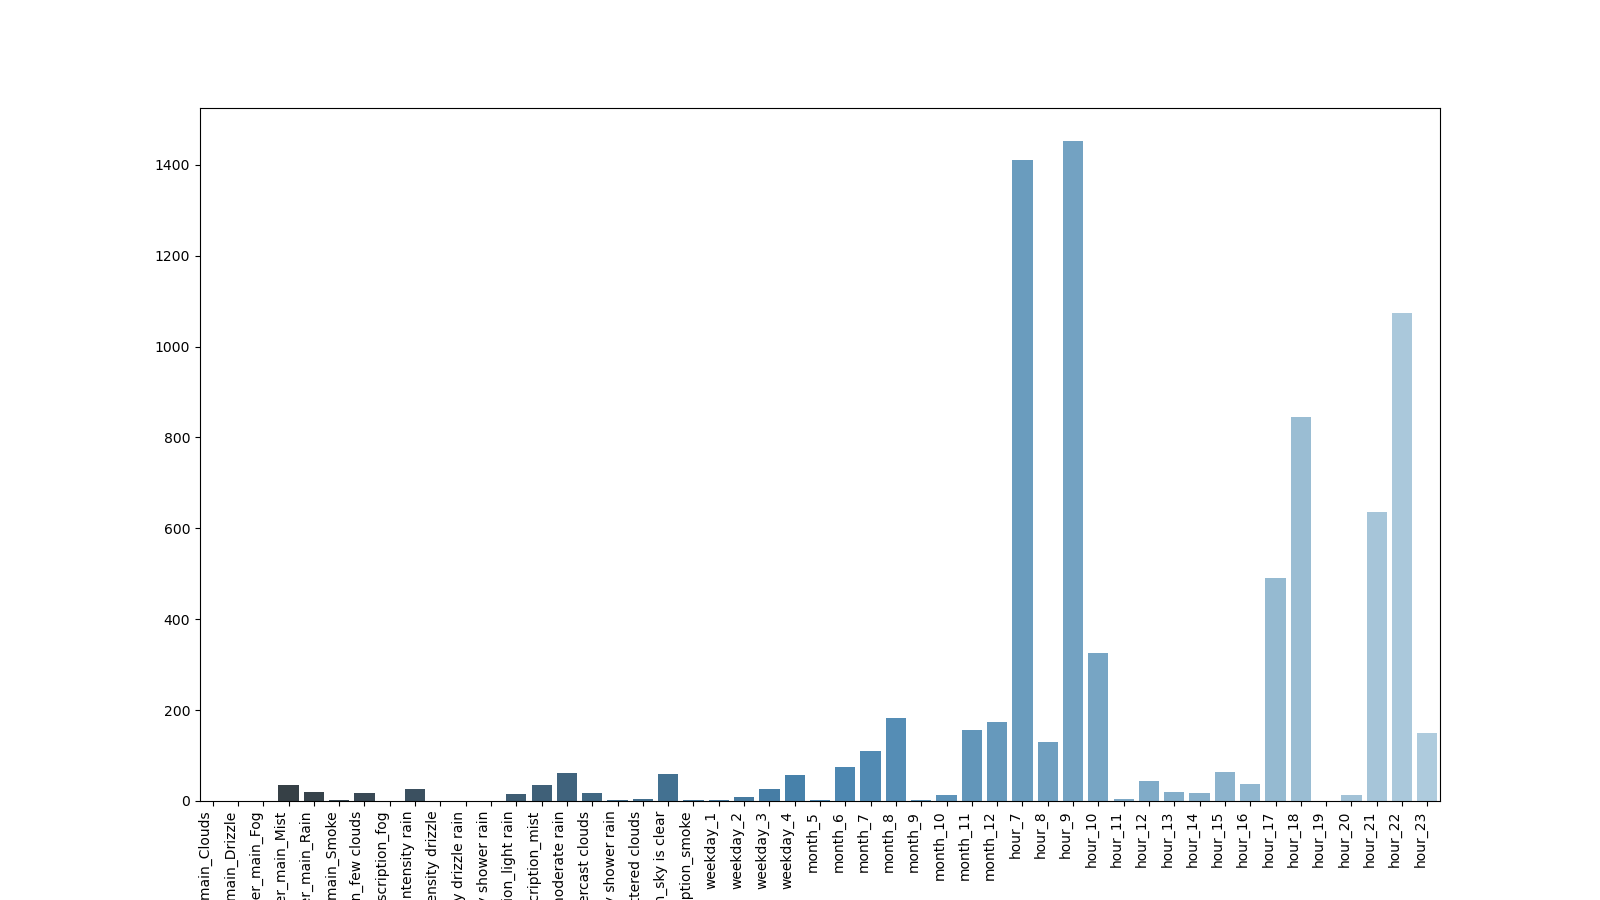 1400
1200
1000
800
600
400
200
0
main_Clouds
main_Drizzle
er_main_Fog
er_main_Mist
er_main_Rain
main_Smoke
n_few clouds
scription_fog
ntensity rain
ensity drizzle
y drizzle rain
shower rain
ion_light rain
cription_mist
moderate rain
ercast clouds
shower rain
ttered clouds
n_sky is clear
ption_smoke
weekday_1
weekday_2
weekday_3
weekday_4
month_5
month_6
month_7
month_8
month_9
month_10
month_11
month_12
hour_7
hour_8
hour_9
hour_10
hour_11
hour_12
hour_13
hour_14
hour_15
hour_16
hour_17
hour_18
hour_19
hour_20
hour_21
hour_22
hour_23